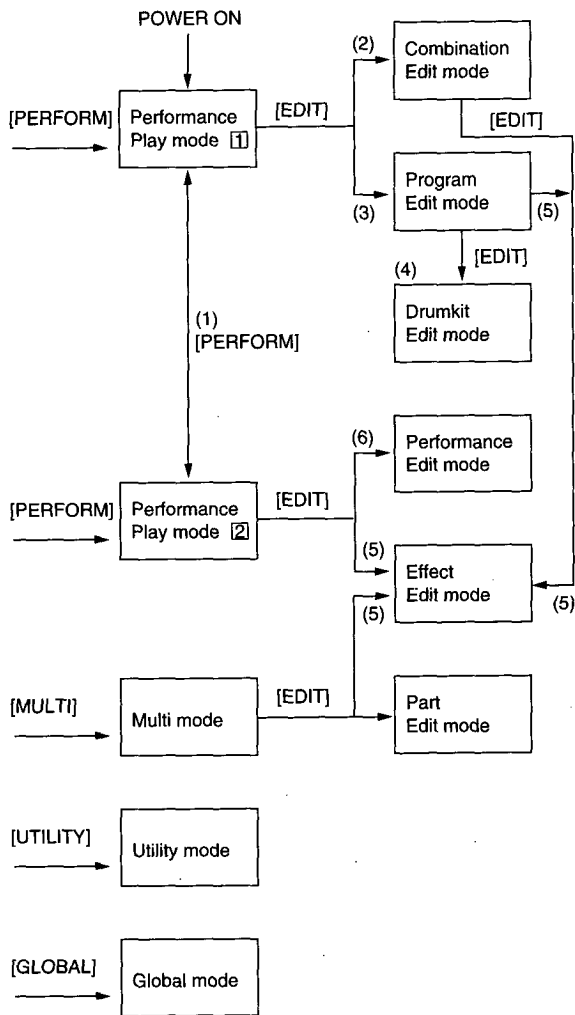 POWER ON
[PERFORM]
Performance
Play mode 1
[EDIT]
(2)
Combination
Edit mode
[EDIT]
(3)
Program
Edit mode
(5)
[EDIT]
(4)
Drumkit
Edit mode
(1)
[PERFORM]
[PERFORM]
Performance
Play mode 2
[EDIT]
(6)
Performance
Edit mode
(5)
Effect
Edit mode
(5)
(5)
[MULTI]
Multi mode
[EDIT]
Part
Edit mode
[UTILITY]
Utility mode
[GLOBAL]
Global mode